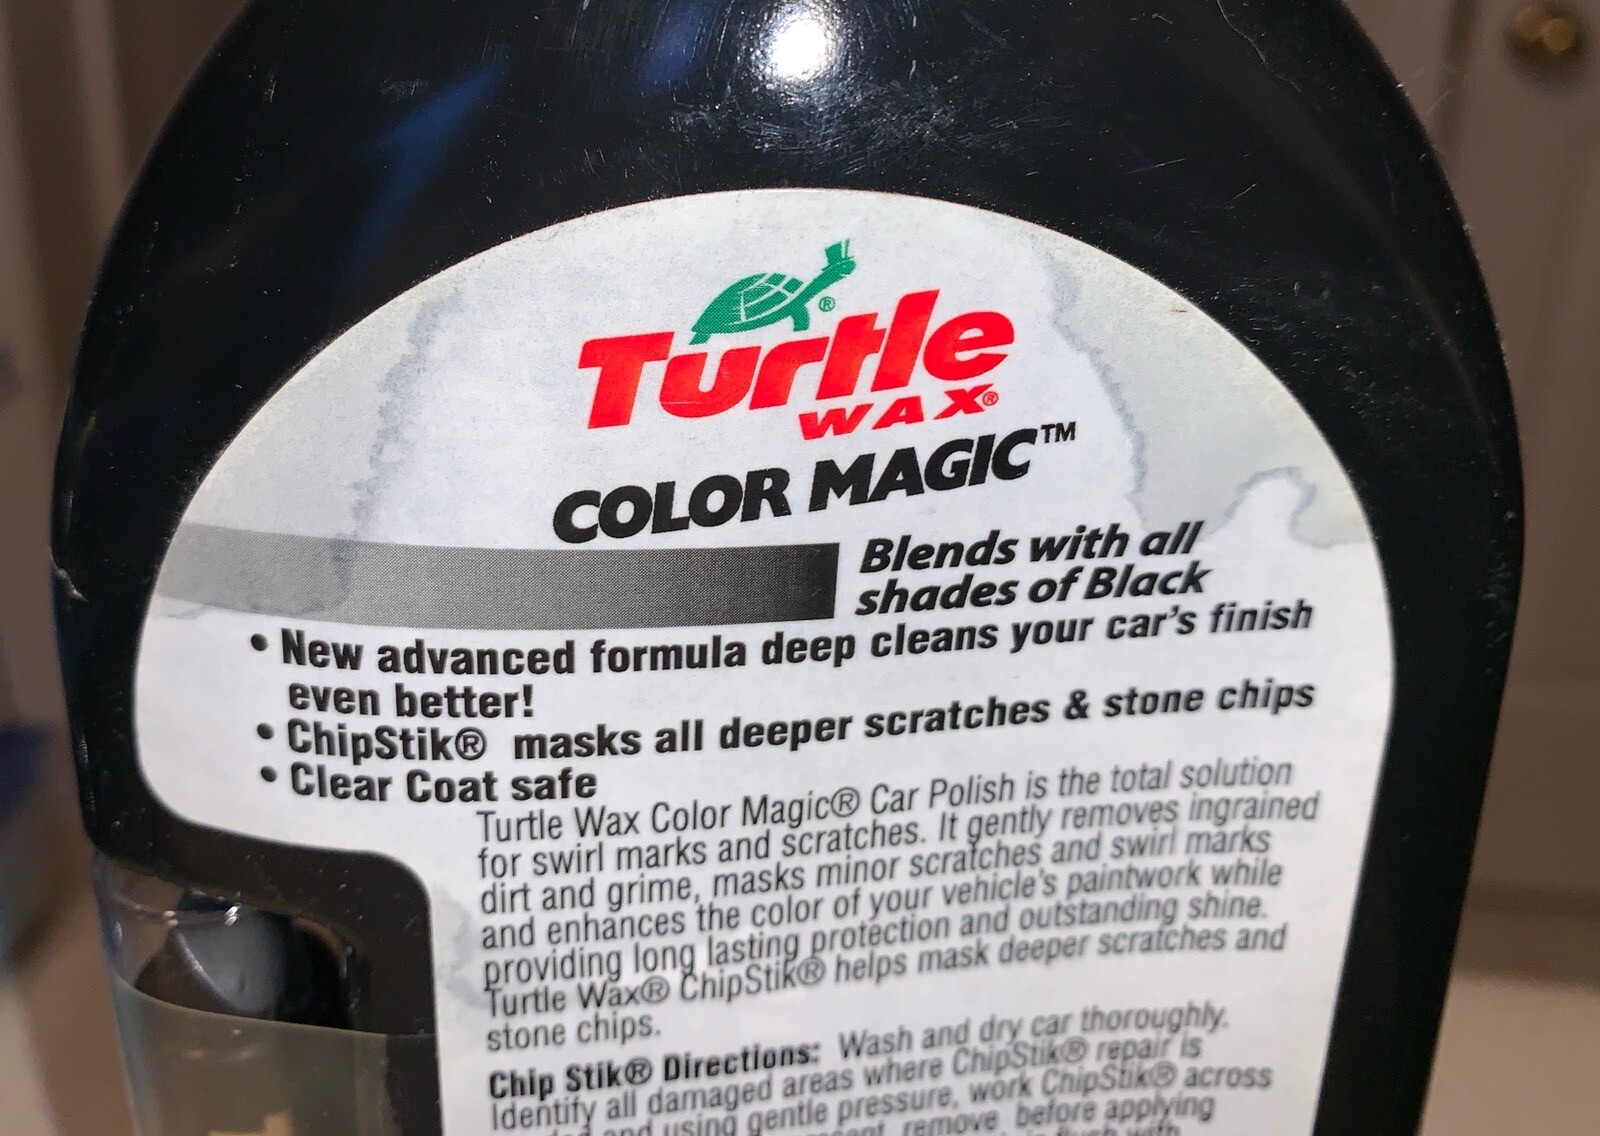 Turtle®
WAX®
COLOR MAGIC™
Blends with all
shades of Black
• New advanced formula deep cleans your car's finish
even better!
• ChipStik® masks all deeper scratches & stone chips
• Clear Coat safe
Turtle Wax Color Magic® Car Polish is the total solution
for swirl marks and scratches. It gently removes ingrained
dirt and grime, masks minor scratches and swirl marks
and enhances the color of your vehicle's paintwork while
providing long lasting protection and outstanding shine.
Turtle Wax® ChipStik® helps mask deeper scratches and
stone chips.
Chip Stik® Directions: Wash and dry car thoroughly.
Identify all damaged areas where ChipStik® repair is
and using gentle pressure, work ChipStik® across
remove before applying
flush with